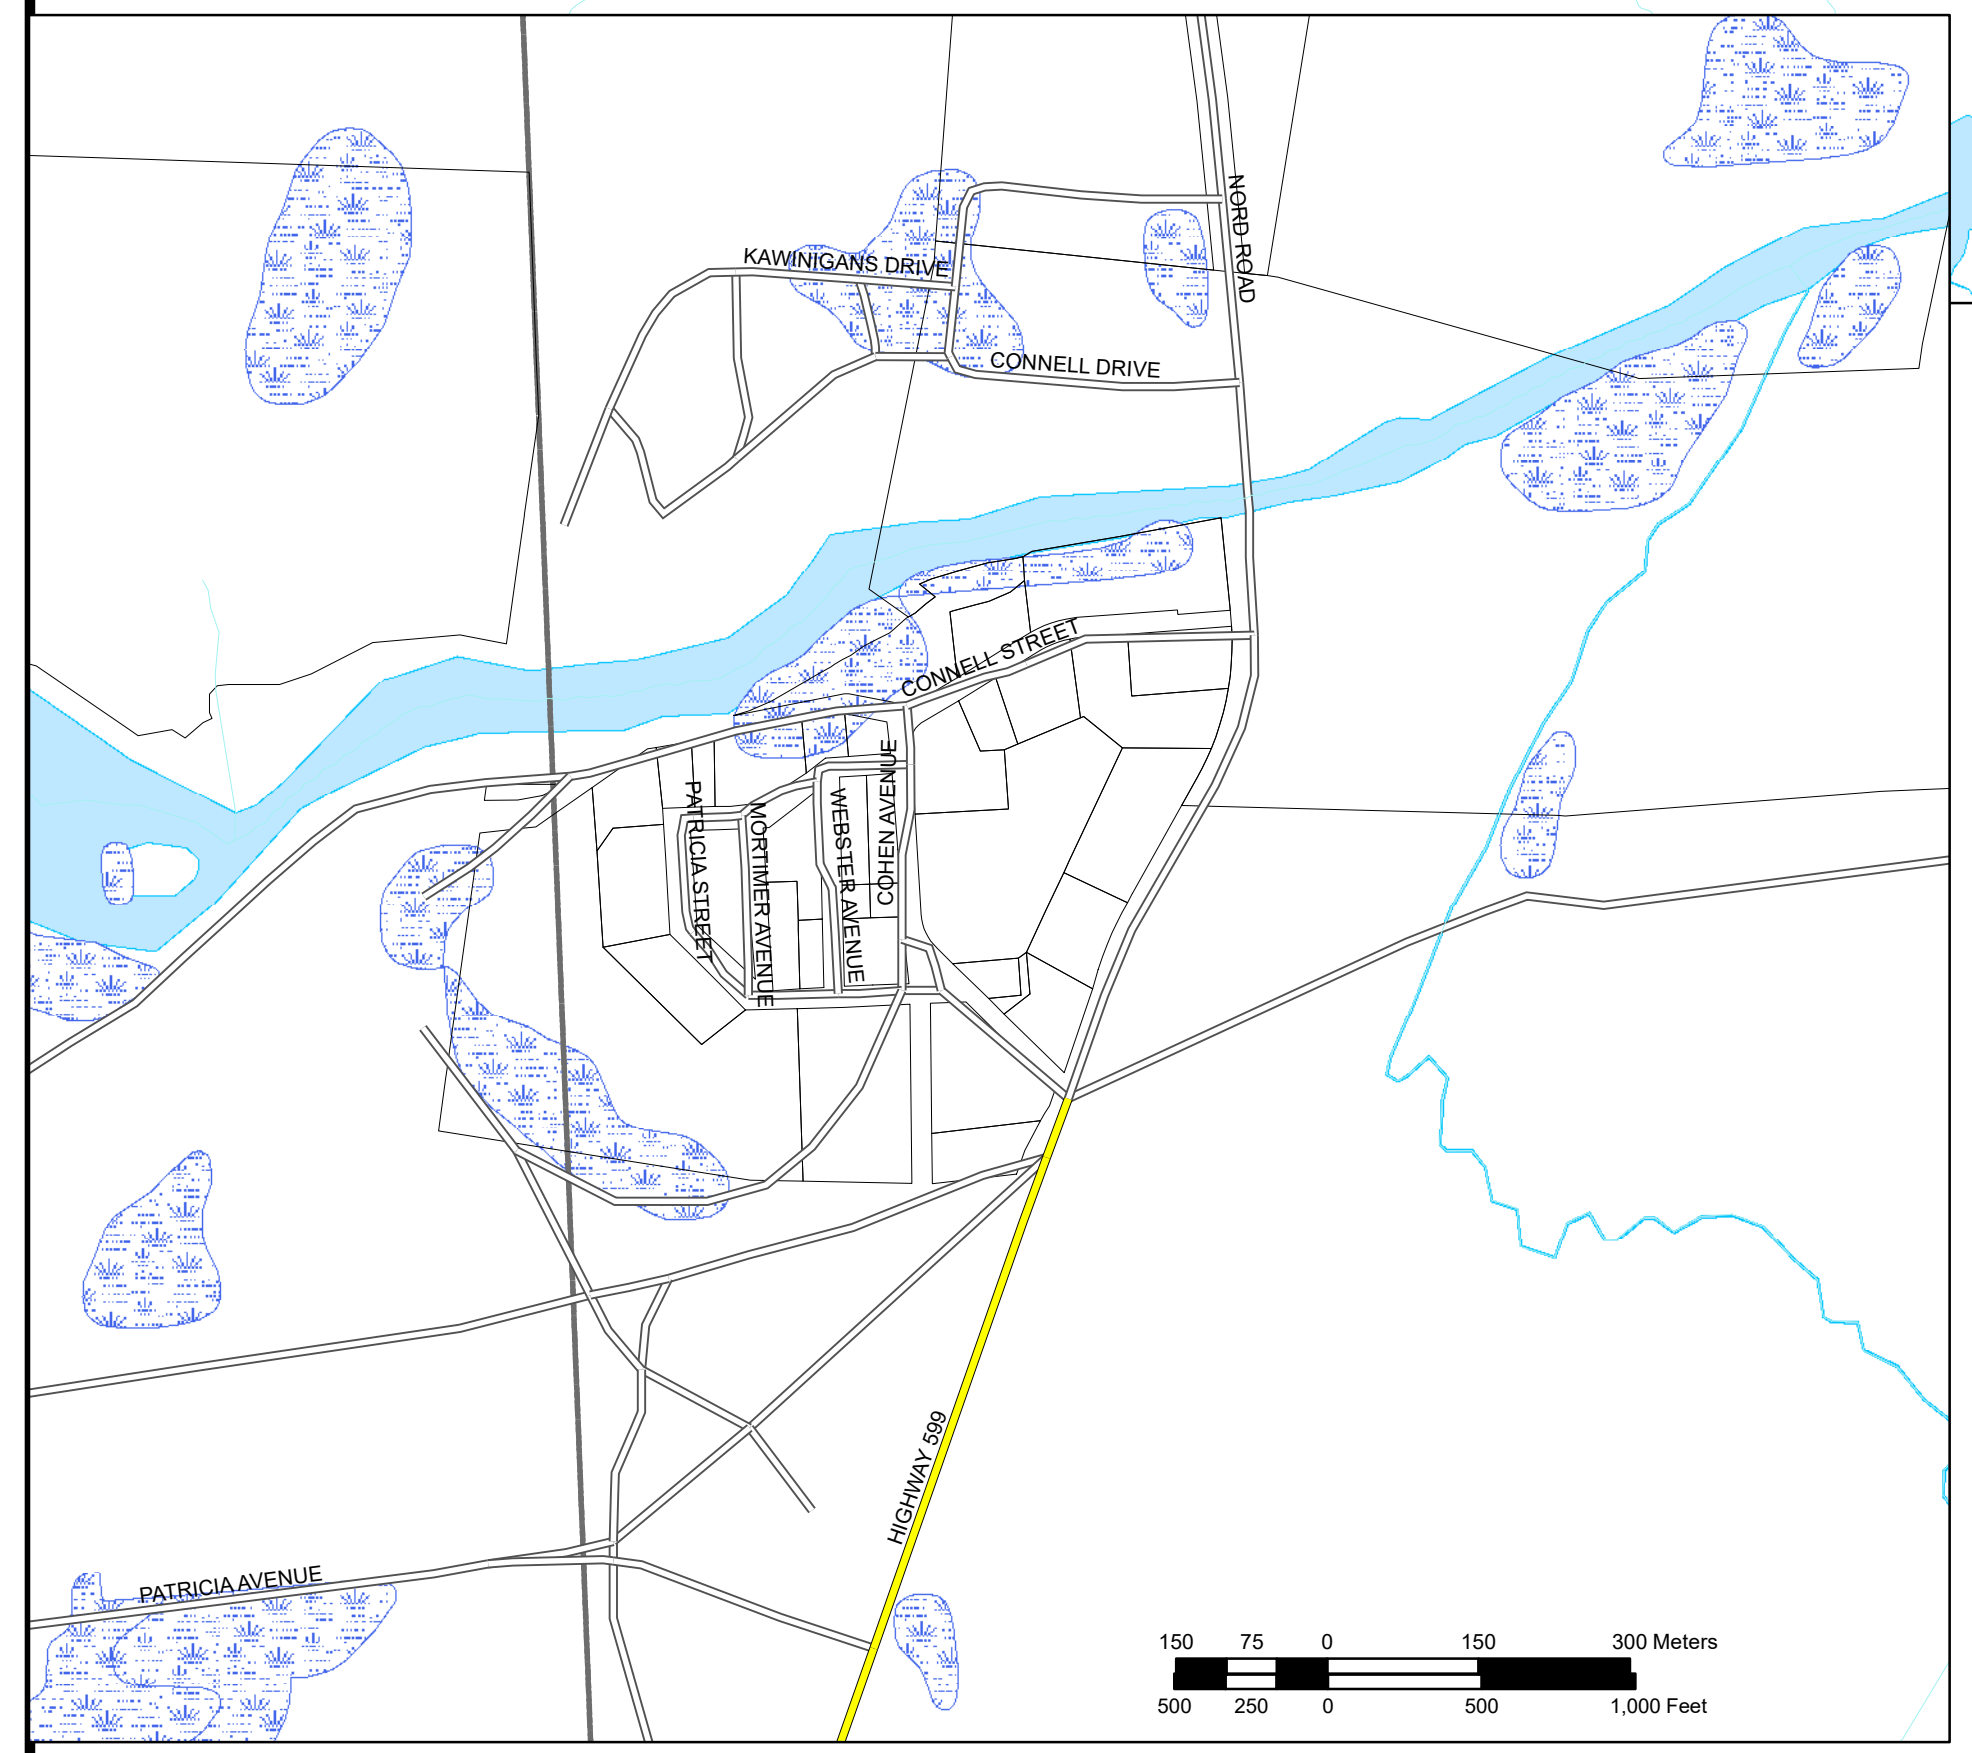 NORD ROAD
KAWINIGANS DRIVE
CONNELL DRIVE
CONNELL STREET
PATRICIA STREET
MORTIMER AVENUE
WEBSTER AVENUE
COHEN AVENUE
HIGHWAY 599
PATRICIA AVENUE
150 75 0 150 300 Meters
500 250 0 500 1,000 Feet